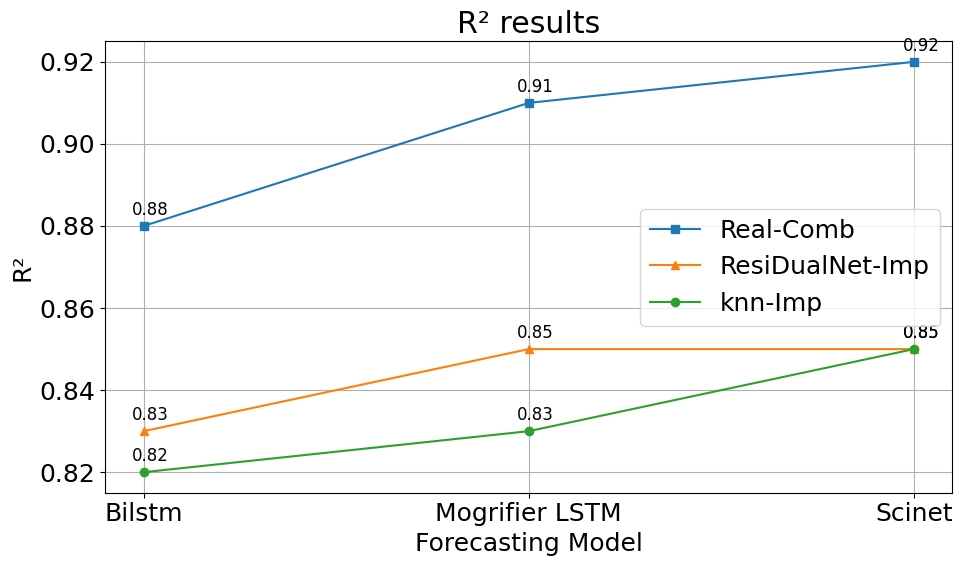 R² results
0.92
0.90
0.88
0.86
0.84
0.82
R²
0.88
0.91
0.92
0.83
0.85
0.85
0.82
0.83
0.85
Real-Comb
ResiDualNet-Imp
knn-Imp
Bilstm
Mogrifier LSTM
Scinet
Forecasting Model